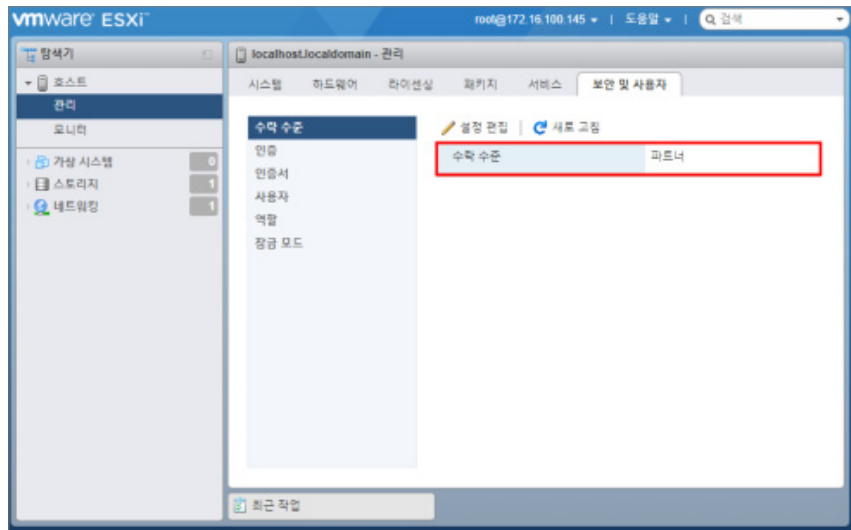 vmware ESXi
root@172.16.100.145 | 도움말 | 검색
탐색기
호스트
관리
모니터
가상 시스템 0
스토리지 1
네트워킹 1
localhost.localdomain - 관리
시스템 하드웨어 라이센싱 패키지 서비스 보안 및 사용자
수락 수준
인증
인증서
사용자
역할
잠금 모드
설정 편집 | 새로 고침
수락 수준 파트너
최근 작업